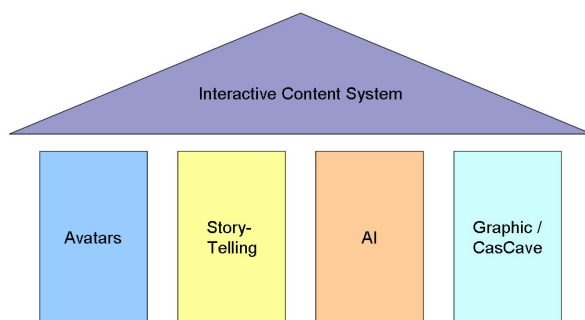 Interactive Content System
Avatars
Story-
Telling
AI
Graphic /
CasCave